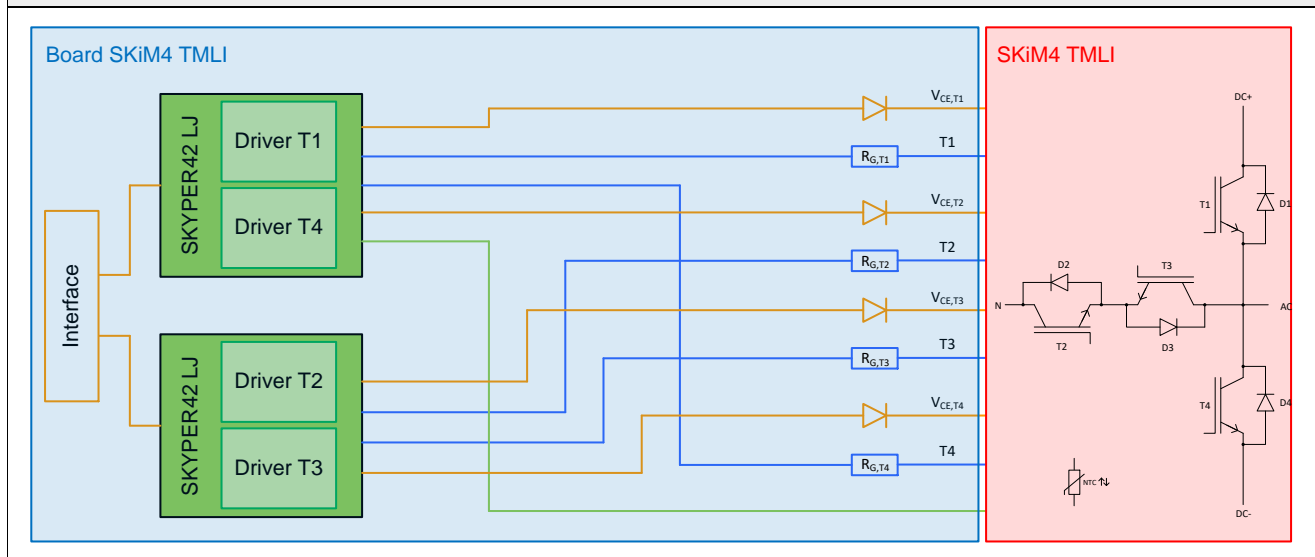 Board SKiM4 TMLI
SKiM4 TMLI
SKYPER42 LJ
Driver T1
Driver T4
Interface
SKYPER42 LJ
Driver T2
Driver T3
VCE,T1
T1
RG,T1
VCE,T2
T2
RG,T2
VCE,T3
T3
RG,T3
VCE,T4
T4
RG,T4
DC+
T1
D1
D2
T3
N
AC
T2
D3
T4
D4
NTC
DC-